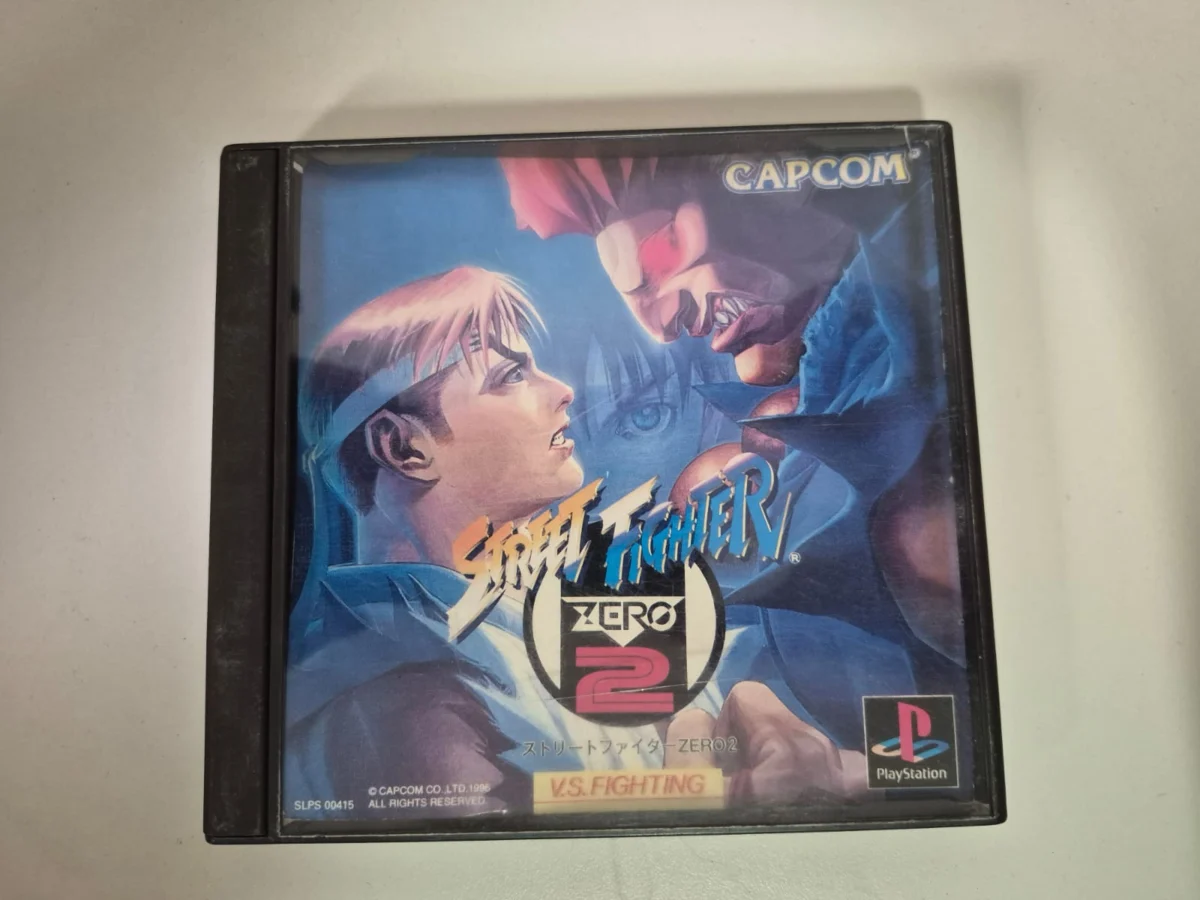 CAPCOM
STREET FIGHTER®
ZERO
2
ストリートファイターZERO2
V.S.FIGHTING
SLPS 00415
© CAPCOM CO.,LTD.1996
ALL RIGHTS RESERVED.
PlayStation